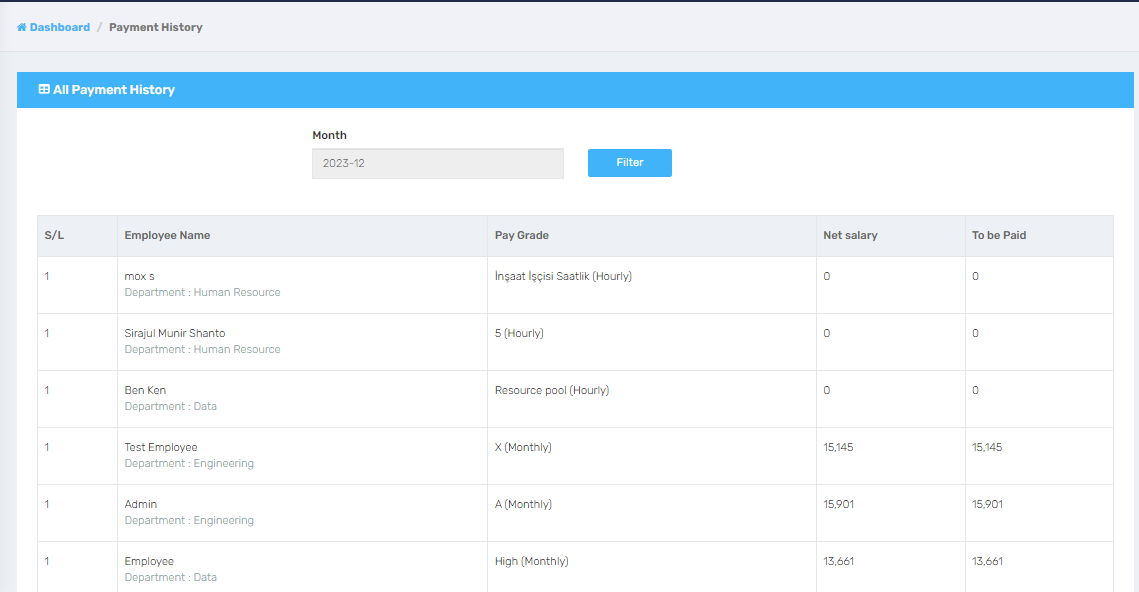 Dashboard / Payment History
All Payment History
Month
2023-12
Filter
S/L Employee Name Pay Grade Net salary To be Paid
1 mox s İnşaat İşçisi Saatlik (Hourly) 0 0
Department : Human Resource
1 Sirajul Munir Shanto 5 (Hourly) 0 0
Department : Human Resource
1 Ben Ken Resource pool (Hourly) 0 0
Department : Data
1 Test Employee X (Monthly) 15,145 15,145
Department : Engineering
1 Admin A (Monthly) 15,901 15,901
Department : Engineering
1 Employee High (Monthly) 13,661 13,661
Department : Data